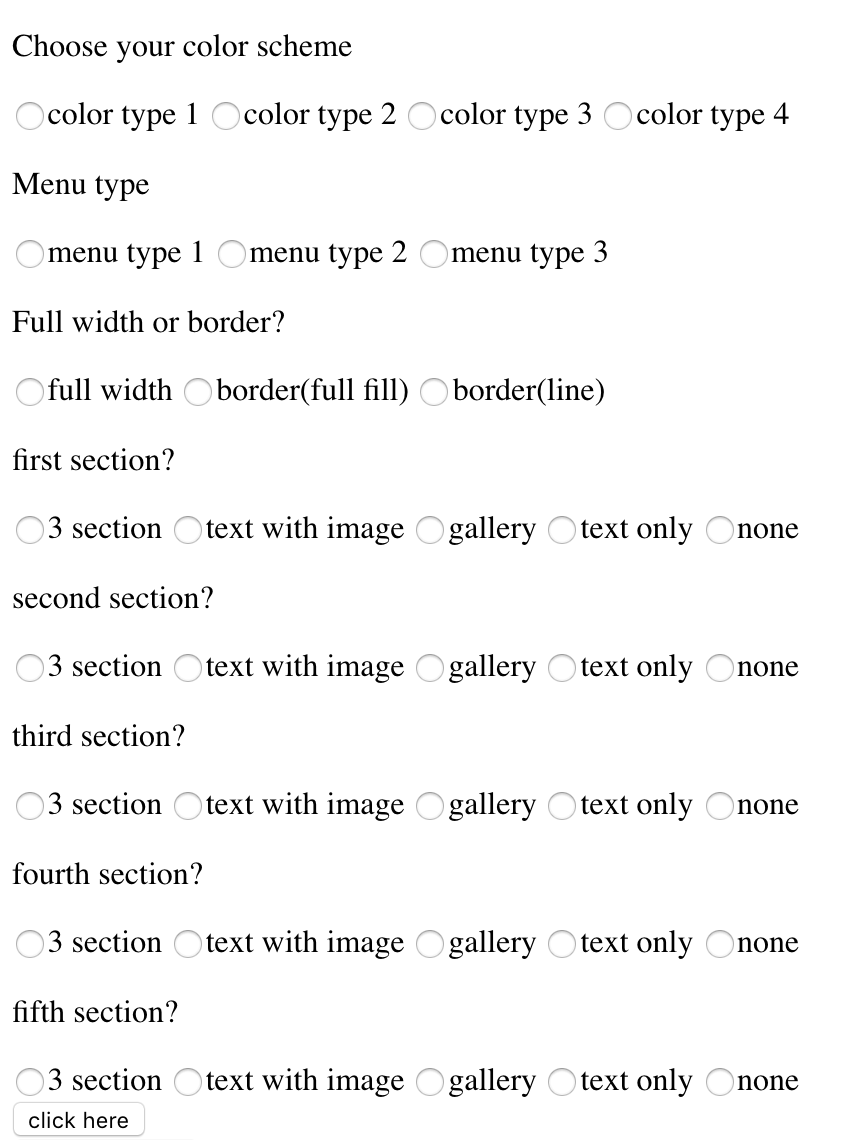 Choose your color scheme
color type 1 color type 2 color type 3 color type 4
Menu type
menu type 1 menu type 2 menu type 3
Full width or border?
full width border(full fill) border(line)
first section?
3 section text with image gallery text only none
second section?
3 section text with image gallery text only none
third section?
3 section text with image gallery text only none
fourth section?
3 section text with image gallery text only none
fifth section?
3 section text with image gallery text only none
click here